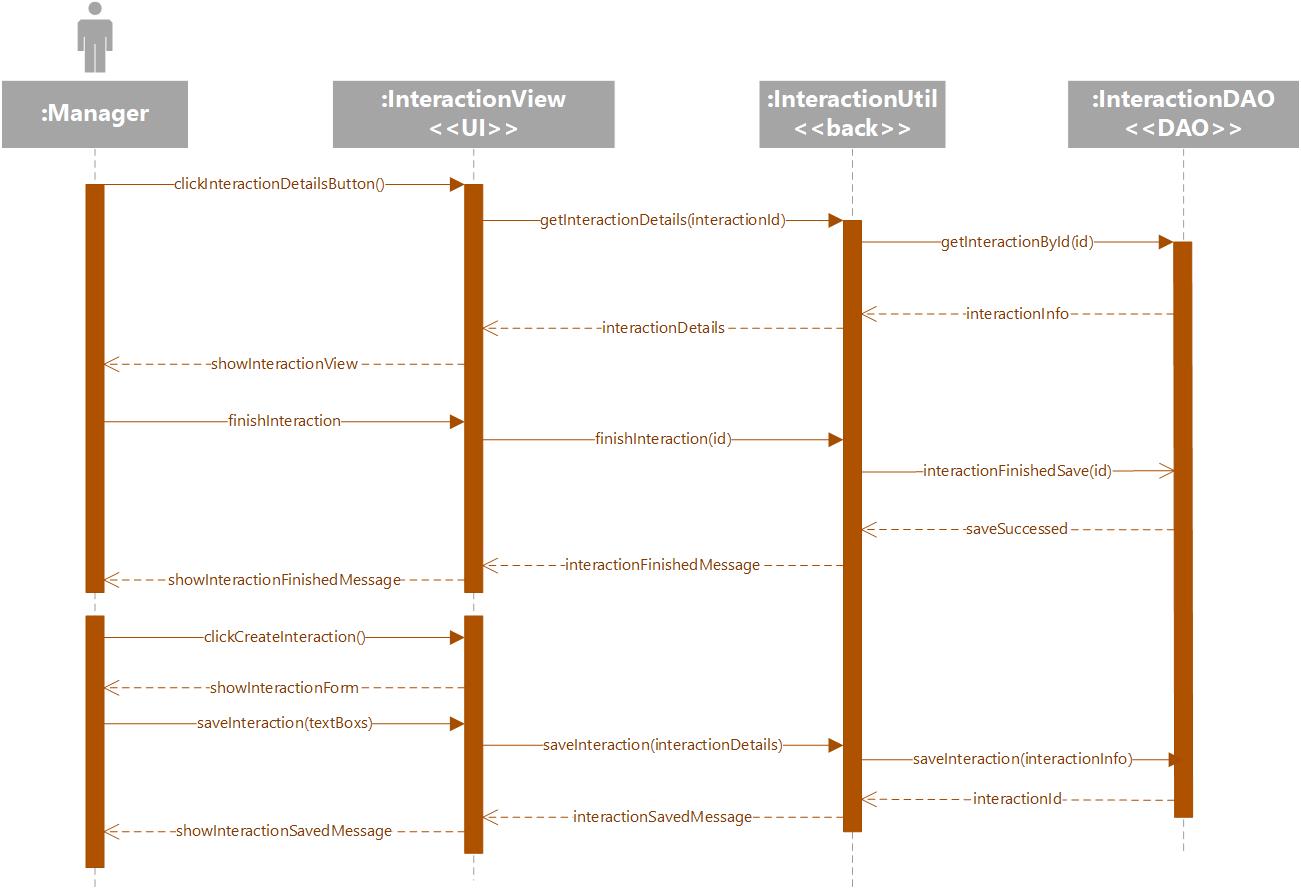 :Manager
:InteractionView
<<UI>>
:InteractionUtil
<<back>>
:InteractionDAO
<<DAO>>
clickInteractionDetailsButton()
getInteractionDetails(interactionId)
getInteractionById(id)
interactionInfo
interactionDetails
showInteractionView
finishInteraction
finishInteraction(id)
interactionFinishedSave(id)
saveSuccessed
interactionFinishedMessage
showInteractionFinishedMessage
clickCreateInteraction()
showInteractionForm
saveInteraction(textBoxs)
saveInteraction(interactionDetails)
saveInteraction(interactionInfo)
interactionId
interactionSavedMessage
showInteractionSavedMessage